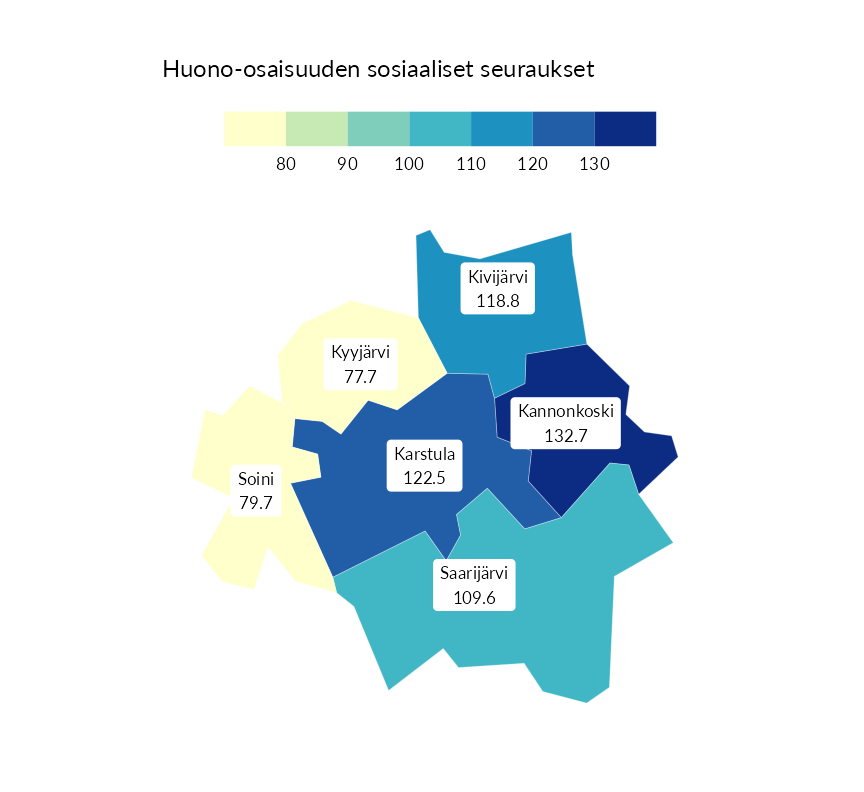 Huono-osaisuuden sosiaaliset seuraukset
80 90 100 110 120 130
Kivijärvi
118.8
Kyyjärvi
77.7
Kannonkoski
132.7
Karstula
122.5
Soini
79.7
Saarijärvi
109.6